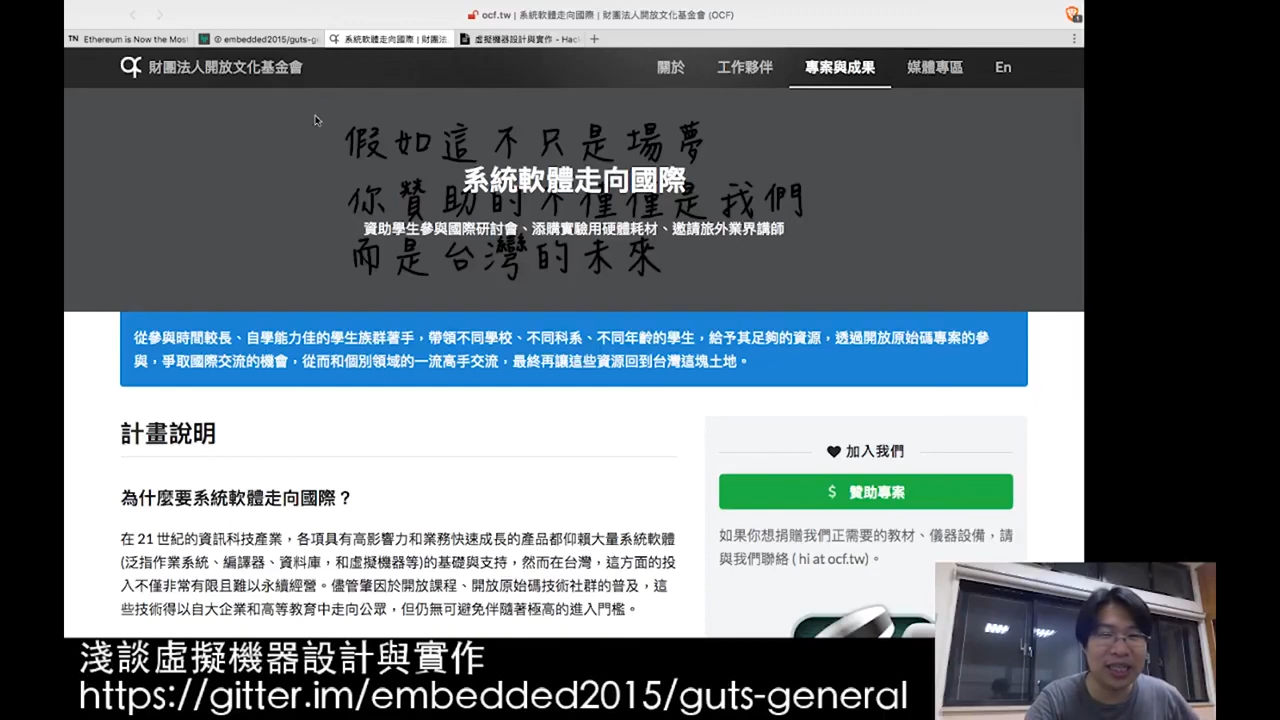 ocf.tw | 系統軟體走向國際 | 財團法人開放文化基金會 (OCF)
TN Ethereum is Now the Most
embedded2015/guts-g
系統軟體走向國際 | 財團法
虛擬機器設計與實作 - Hac
財團法人開放文化基金會
關於 工作夥伴 專案與成果 媒體專區 En
假如這不只是場夢
系統軟體走向國際
你贊助的不僅僅是我們
資助學生參與國際研討會、添購實驗用硬體耗材、邀請旅外業界講師
而是台灣的未來
從參與時間較長、自學能力佳的學生族群著手，帶領不同學校、不同科系、不同年齡的學生，給予其足夠的資源，透過開放原始碼專案的參
與，爭取國際交流的機會，從而和個別領域的一流高手交流，最終再讓這些資源回到台灣這塊土地。
計畫說明
為什麼要系統軟體走向國際？
在 21 世紀的資訊科技產業，各項具有高影響力和業務快速成長的產品都仰賴大量系統軟體
(泛指作業系統、編譯器、資料庫，和虛擬機器等)的基礎與支持，然而在台灣，這方面的投
入不僅非常有限且難以永續經營。儘管肇因於開放課程、開放原始碼技術社群的普及，這
些技術得以自大企業和高等教育中走向公眾，但仍無可避免伴隨著極高的進入門檻。
加入我們
$ 贊助專案
如果你想捐贈我們正需要的教材、儀器設備，請
與我們聯絡 ( hi at ocf.tw)。
淺談虛擬機器設計與實作
https://gitter.im/embedded2015/guts-general